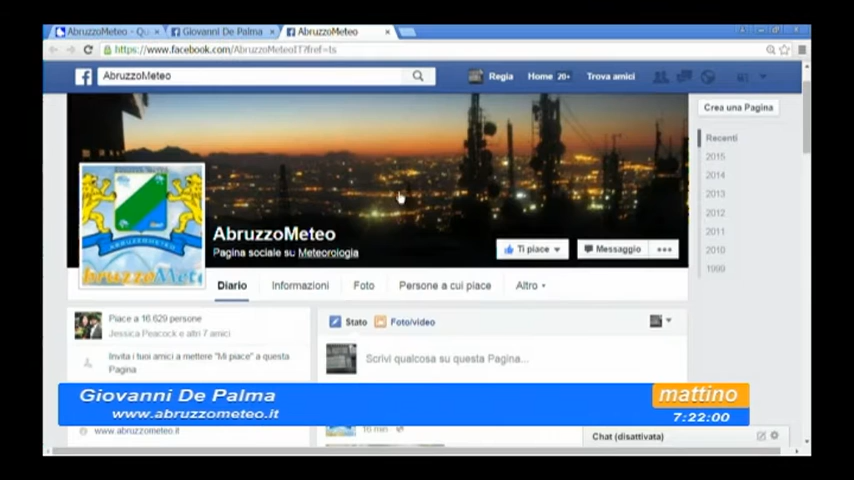 AbruzzoMeteo - Qu
Giovanni De Palma
AbruzzoMeteo
https://www.facebook.com/AbruzzoMeteoIT?fref=ts
AbruzzoMeteo
Regia
Home 20+
Trova amici
Crea una Pagina
Recenti
2015
2014
2013
2012
2011
2010
1999
ABRUZZOMETEO
AbruzzoMeteo
Pagina sociale su Meteorologia
Ti piace
Messaggio
Diario
Informazioni
Foto
Persone a cui piace
Altro
Piace a 16.629 persone
Jessica Peacock e altri 7 amici
Invita i tuoi amici a mettere "Mi piace" a questa
Pagina
Stato
Foto/video
Scrivi qualcosa su questa Pagina...
Giovanni De Palma
www.abruzzometeo.it
mattino
7:22:00
www.abruzzometeo.it
16 min
Chat (disattivata)